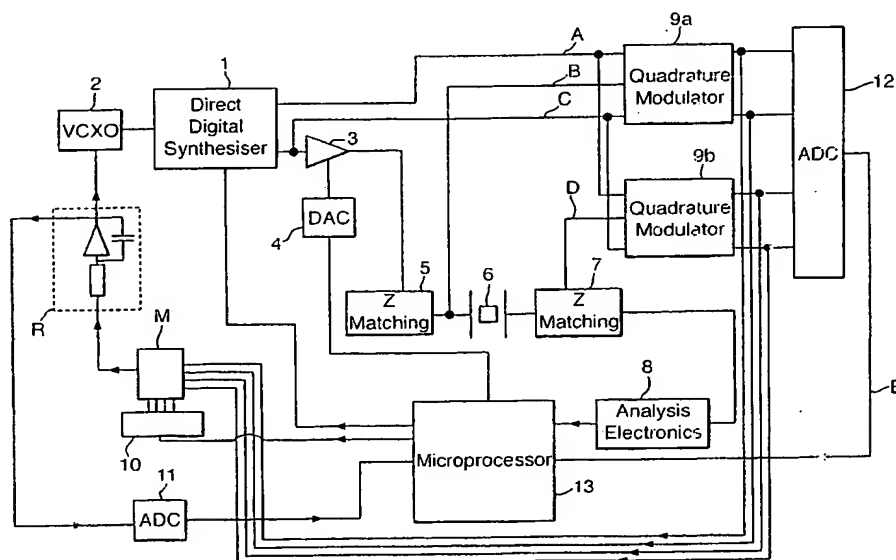 9a
A
1
Quadrature
Modulator
2
B
12
Direct
Digital
Synthesiser
VCXO
C
3
ADC
9b
DAC
D
Quadrature
Modulator
4
5
6
7
Z
Matching
Z
Matching
R
M
8
E
Analysis
Electronics
Microprocessor
10
11
13
ADC